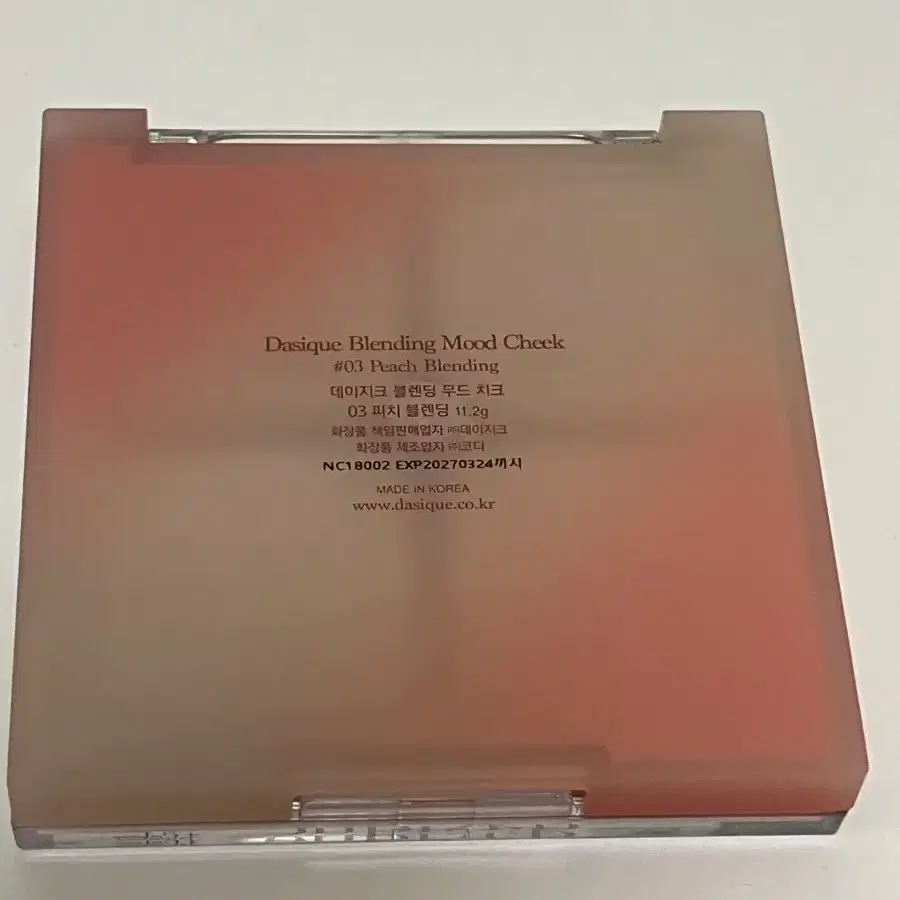 Dasique Blending Mood Cheek
#03 Peach Blending
데이지크 블렌딩 무드 치크
03 피치 블렌딩 11.2g
화장품 책임판매업자 ㈜데이지크
화장품 제조업자 ㈜코디
NC18002 EXP20270324까지
MADE IN KOREA
www.dasique.co.kr